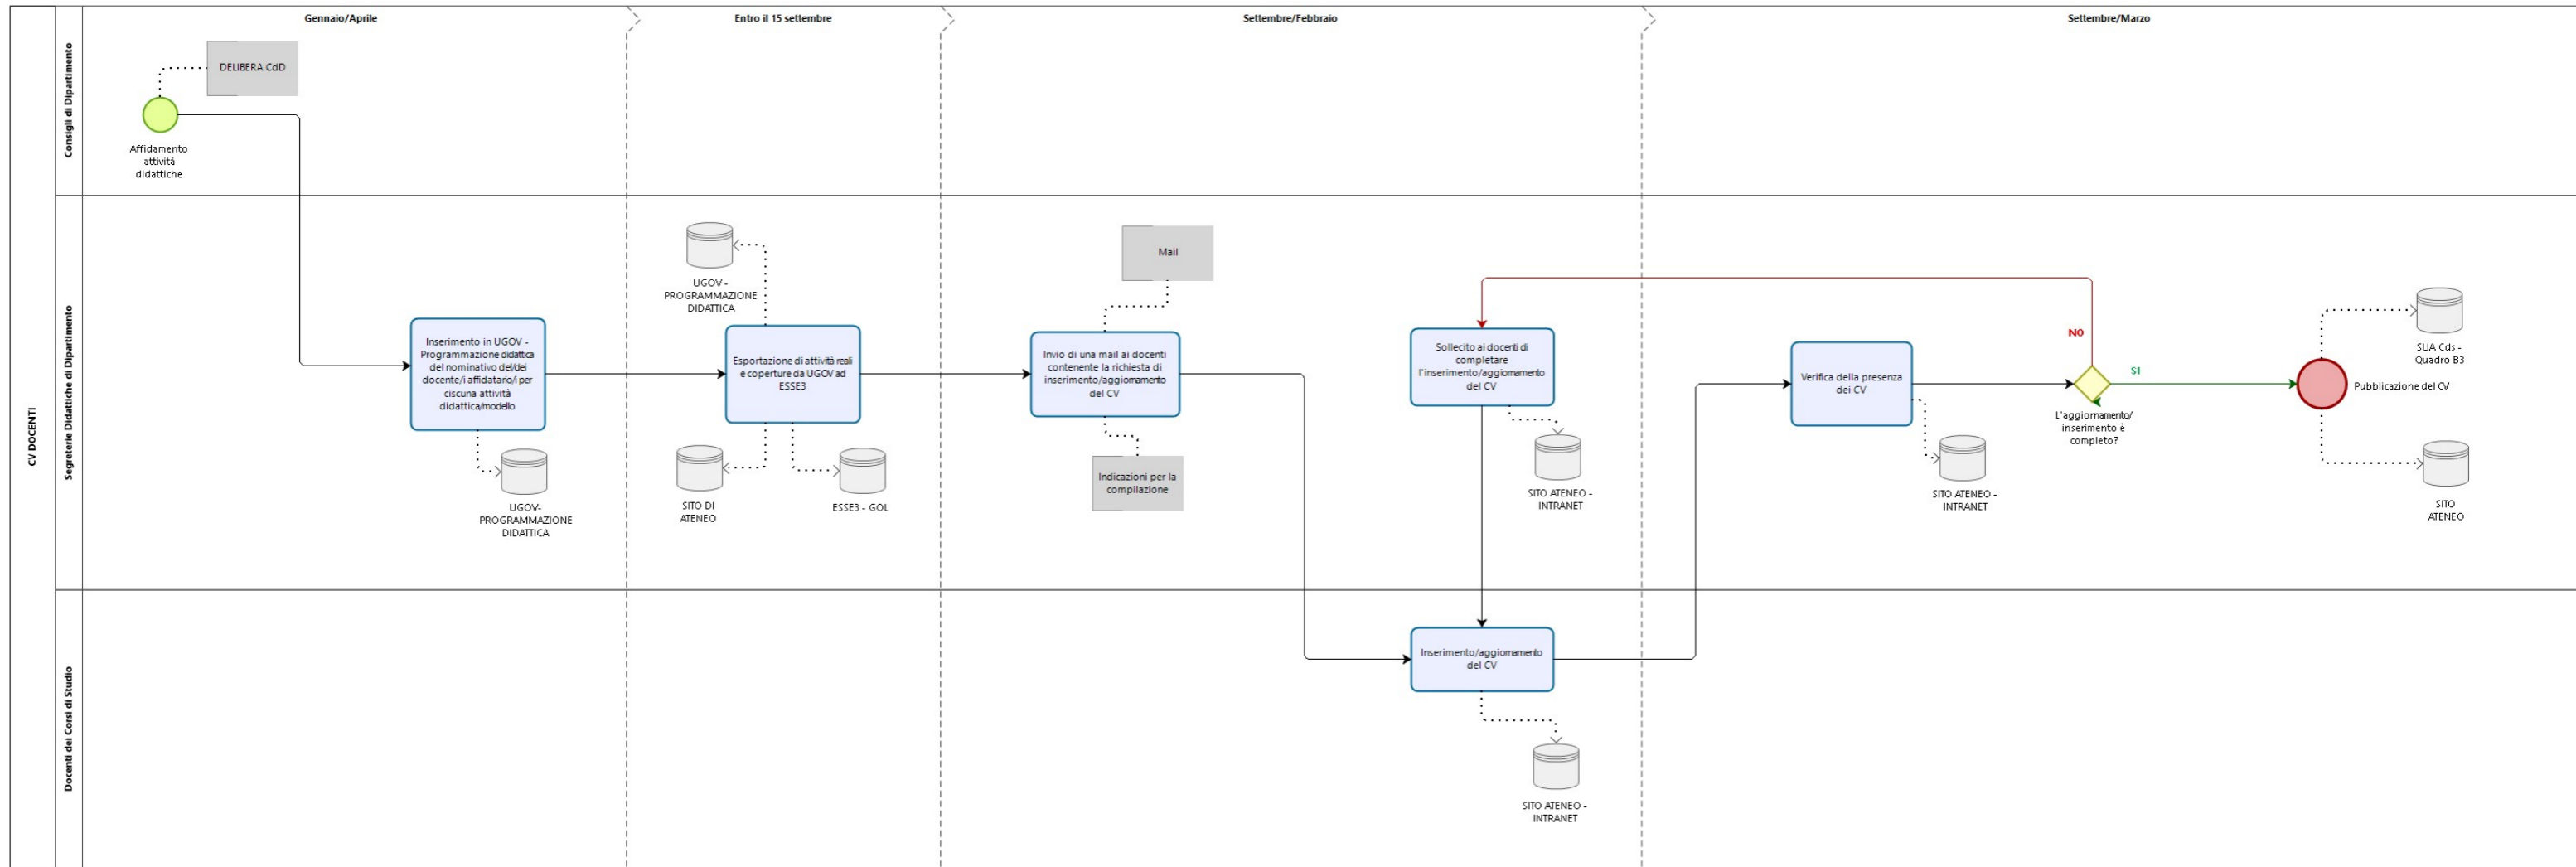 Gennaio/Aprile
Entro il 15 settembre
Settembre/Febbraio
Settembre/Marzo
CV DOCENTI
Consigli di Dipartimento
DELIBERA CdD
Affidamento
attività
didattiche
Segreterie Didattiche di Dipartimento
Inserimento in UGOV -
Programmazione didattica
del nominativo del/dei
docente/i affidatario/i per
ciscuna attività
didattica/modello
UGOV-
PROGRAMMAZIONE
DIDATTICA
UGOV -
PROGRAMMAZIONE
DIDATTICA
Esportazione di attività reali
e coperture da UGOV ad
ESSE3
SITO DI
ATENEO
ESSE3 - GOL
Mail
Invio di una mail ai docenti
contenente la richiesta di
inserimento/aggiornamento
del CV
Indicazioni per la
compilazione
Sollecito ai docenti di
completare
l'inserimento/aggiornamento
del CV
SITO ATENEO -
INTRANET
Verifica della presenza
dei CV
SITO ATENEO -
INTRANET
NO
SI
L'aggiornamento/
inserimento è
completo?
Pubblicazione del CV
SUA Cds -
Quadro B3
SITO
ATENEO
Docenti dei Corsi di Studio
Inserimento/aggiornamento
del CV
SITO ATENEO -
INTRANET